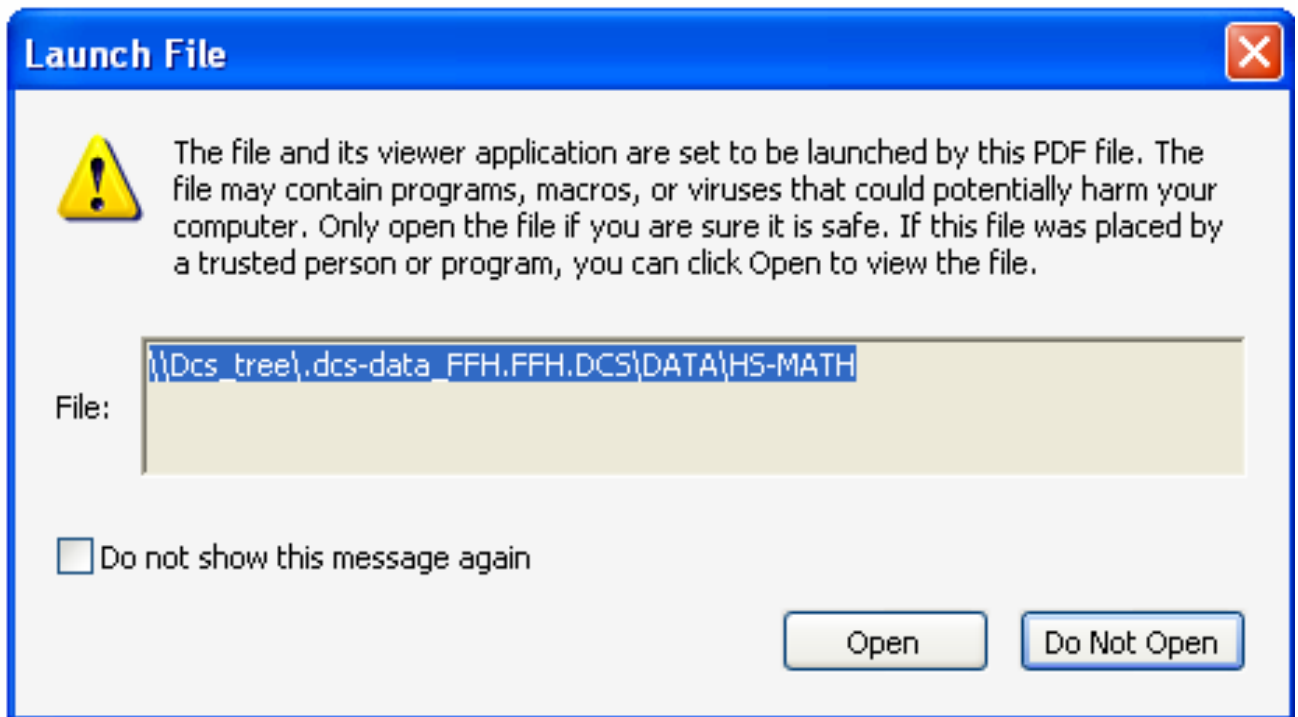 Launch File
The file and its viewer application are set to be launched by this PDF file. The
file may contain programs, macros, or viruses that could potentially harm your
computer. Only open the file if you are sure it is safe. If this file was placed by
a trusted person or program, you can click Open to view the file.
\\Dcs_tree\.dcs-data_FFH.FFH.DCS\DATA\HS-MATH
File:
Do not show this message again
Open
Do Not Open